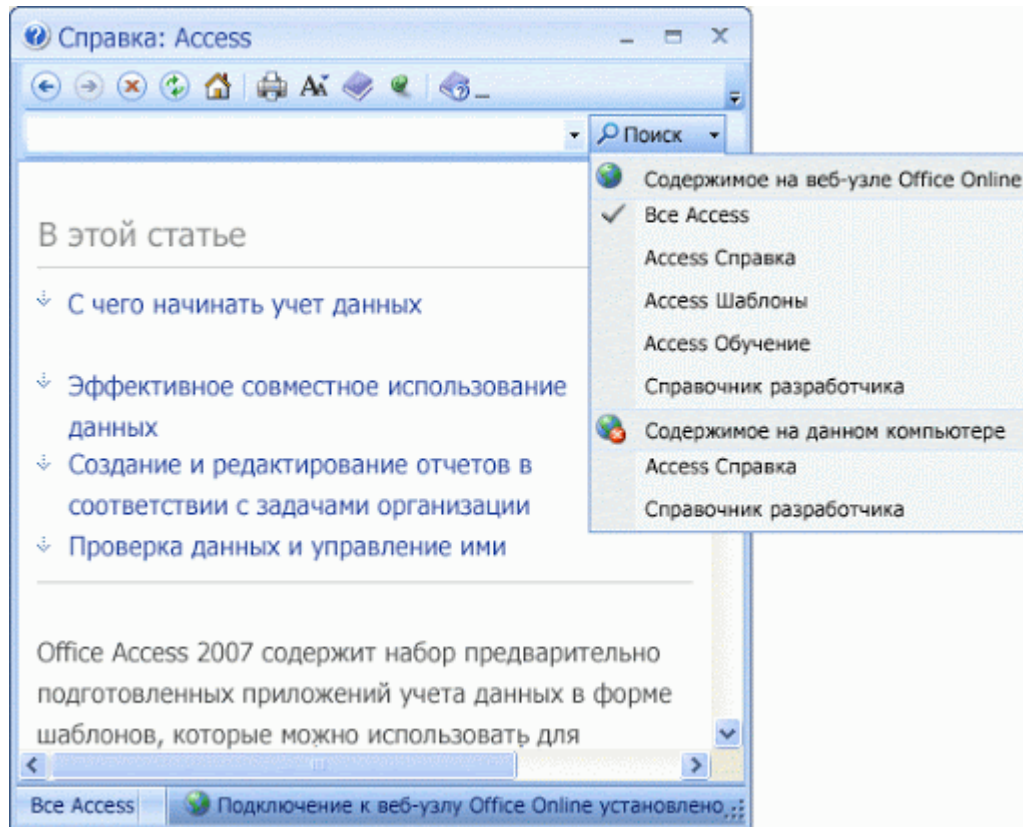 Справка: Access
Поиск
Содержимое на веб-узле Office Online
Все Access
Access Справка
Access Шаблоны
Access Обучение
Справочник разработчика
Содержимое на данном компьютере
Access Справка
Справочник разработчика
В этой статье
С чего начинать учет данных
Эффективное совместное использование
данных
Создание и редактирование отчетов в
соответствии с задачами организации
Проверка данных и управление ими
Office Access 2007 содержит набор предварительно
подготовленных приложений учета данных в форме
шаблонов, которые можно использовать для
Все Access
Подключение к веб-узлу Office Online установлено